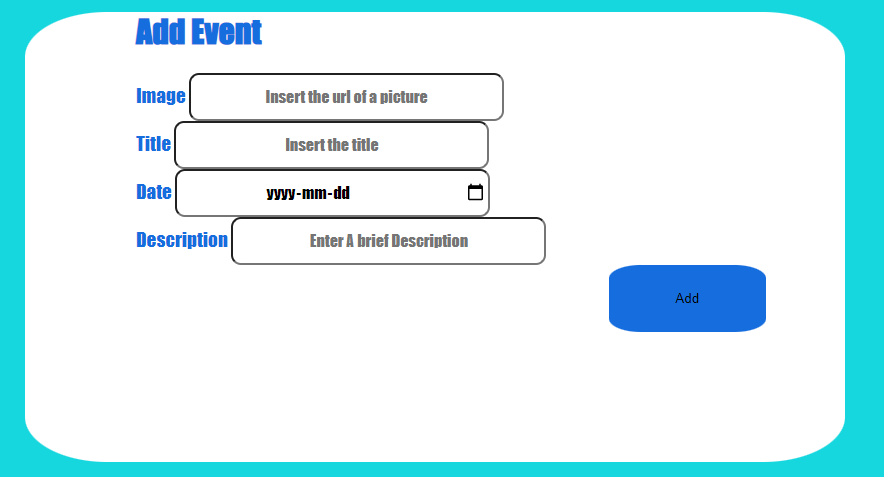 Add Event
Image Insert the url of a picture
Title Insert the title
Date yyyy-mm-dd
Description Enter A brief Description
Add